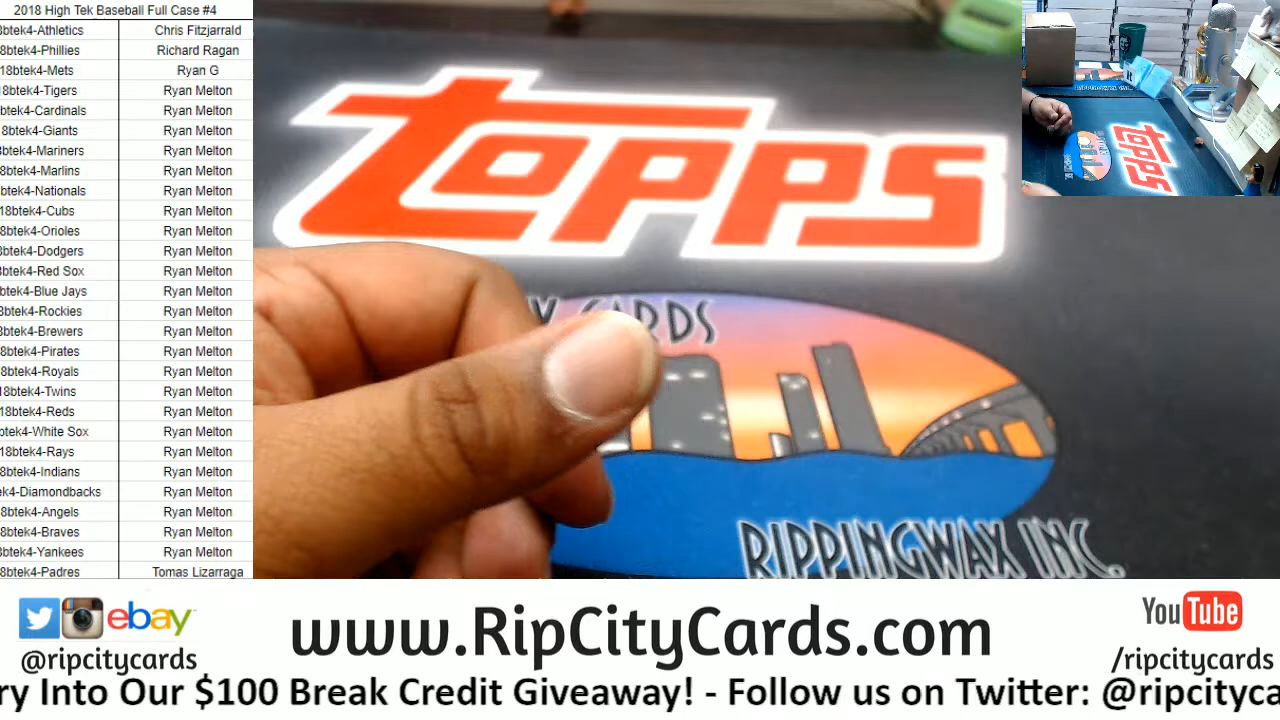 2018 High Tek Baseball Full Case #4
8btek4-Athletics Chris Fitzjarrald
8btek4-Phillies Richard Ragan
18btek4-Mets Ryan G
18btek4-Tigers Ryan Melton
btek4-Cardinals Ryan Melton
8btek4-Giants Ryan Melton
8btek4-Mariners Ryan Melton
8btek4-Marlins Ryan Melton
btek4-Nationals Ryan Melton
18btek4-Cubs Ryan Melton
8btek4-Orioles Ryan Melton
8btek4-Dodgers Ryan Melton
8btek4-Red Sox Ryan Melton
btek4-Blue Jays Ryan Melton
8btek4-Rockies Ryan Melton
8btek4-Brewers Ryan Melton
8btek4-Pirates Ryan Melton
8btek4-Royals Ryan Melton
18btek4-Twins Ryan Melton
18btek4-Reds Ryan Melton
btek4-White Sox Ryan Melton
18btek4-Rays Ryan Melton
8btek4-Indians Ryan Melton
ek4-Diamondbacks Ryan Melton
8btek4-Angels Ryan Melton
8btek4-Braves Ryan Melton
8btek4-Yankees Ryan Melton
8btek4-Padres Tomas Lizarraga
topps
Y CARDS
RIPPINGWAX INC.
topps
ebay
@ripcitycards
www.RipCityCards.com
YouTube
/ripcitycards
ry Into Our $100 Break Credit Giveaway! - Follow us on Twitter: @ripcityca